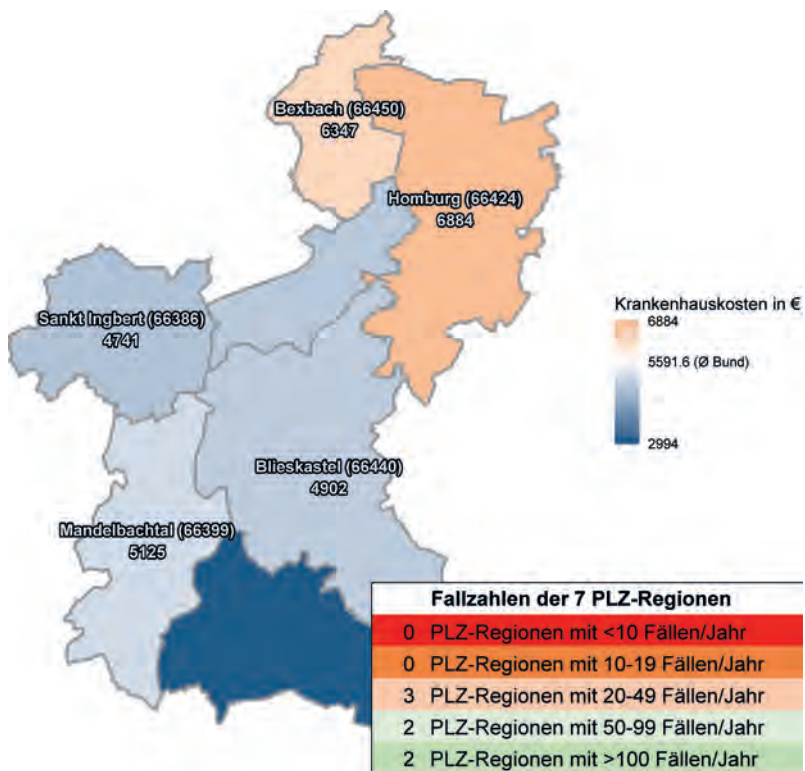 Bexbach (66450)
6347
Homburg (66424)
6884
Sankt Ingbert (66386)
4741
Blieskastel (66440)
4902
Mandelbachtal (66399)
5125
Krankenhauskosten in €
6884
5591.6 (Ø Bund)
2994
Fallzahlen der 7 PLZ-Regionen
0 PLZ-Regionen mit <10 Fällen/Jahr
0 PLZ-Regionen mit 10-19 Fällen/Jahr
3 PLZ-Regionen mit 20-49 Fällen/Jahr
2 PLZ-Regionen mit 50-99 Fällen/Jahr
2 PLZ-Regionen mit >100 Fällen/Jahr